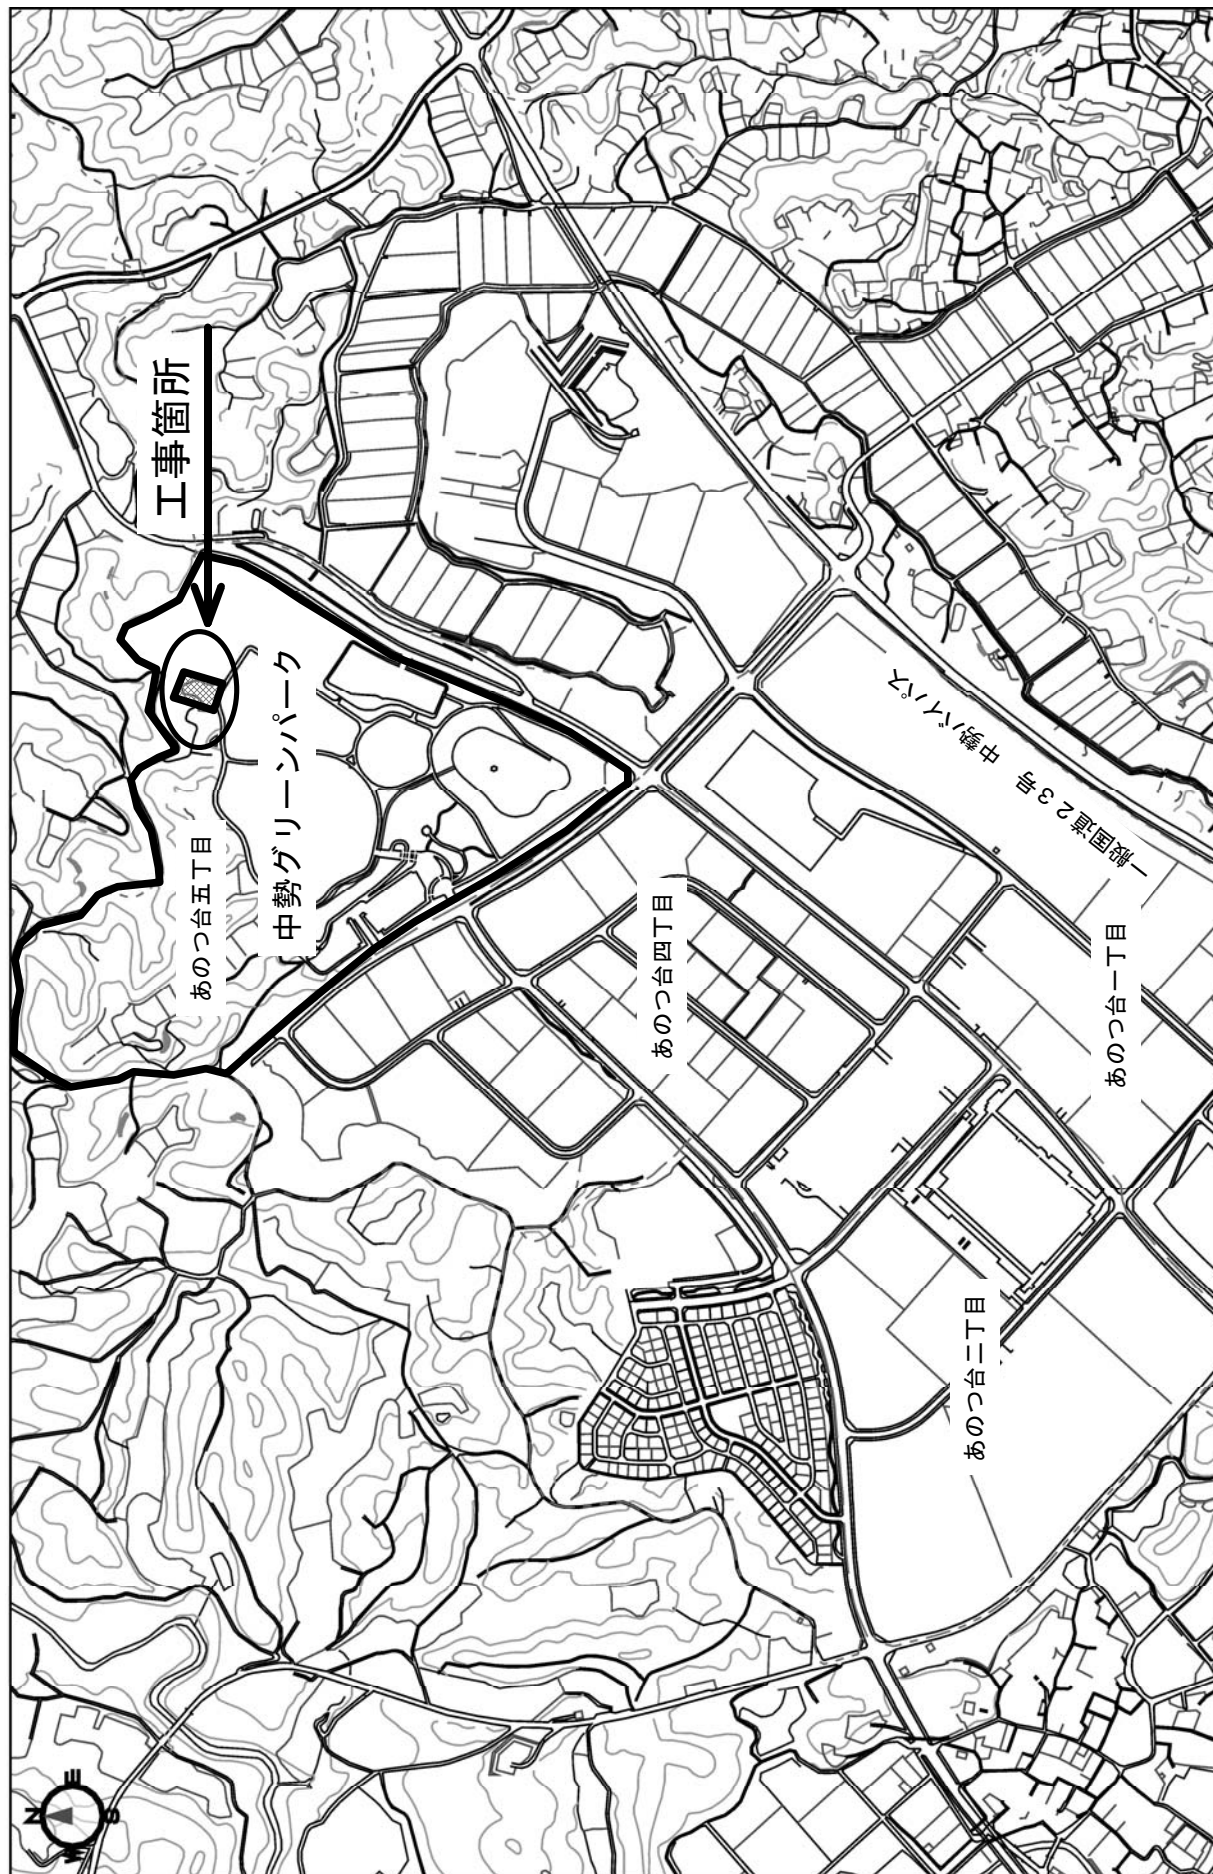 工事箇所
中勢グリーンパーク
あのつ台五丁目
あのつ台四丁目
一般国道23号 中勢バイパス
あのつ台一丁目
あのつ台二丁目
N
W
E
S